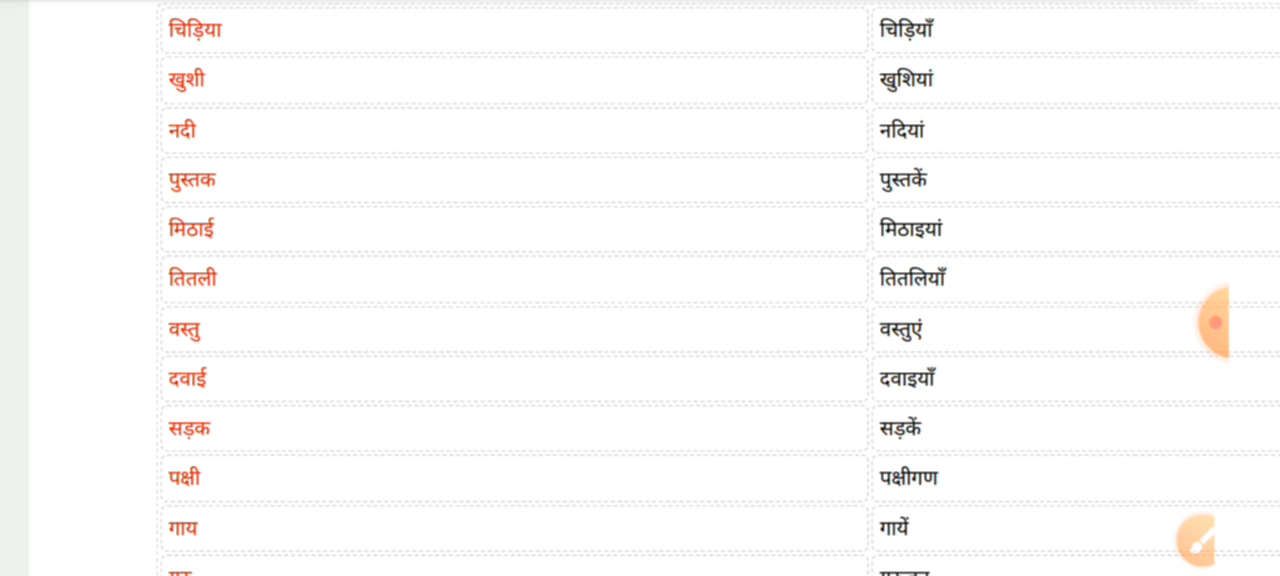 चिड़िया चिड़ियाँ
खुशी खुशियां
नदी नदियां
पुस्तक पुस्तकें
मिठाई मिठाइयां
तितली तितलियाँ
वस्तु वस्तुएं
दवाई दवाइयाँ
सड़क सड़कें
पक्षी पक्षीगण
गाय गायें